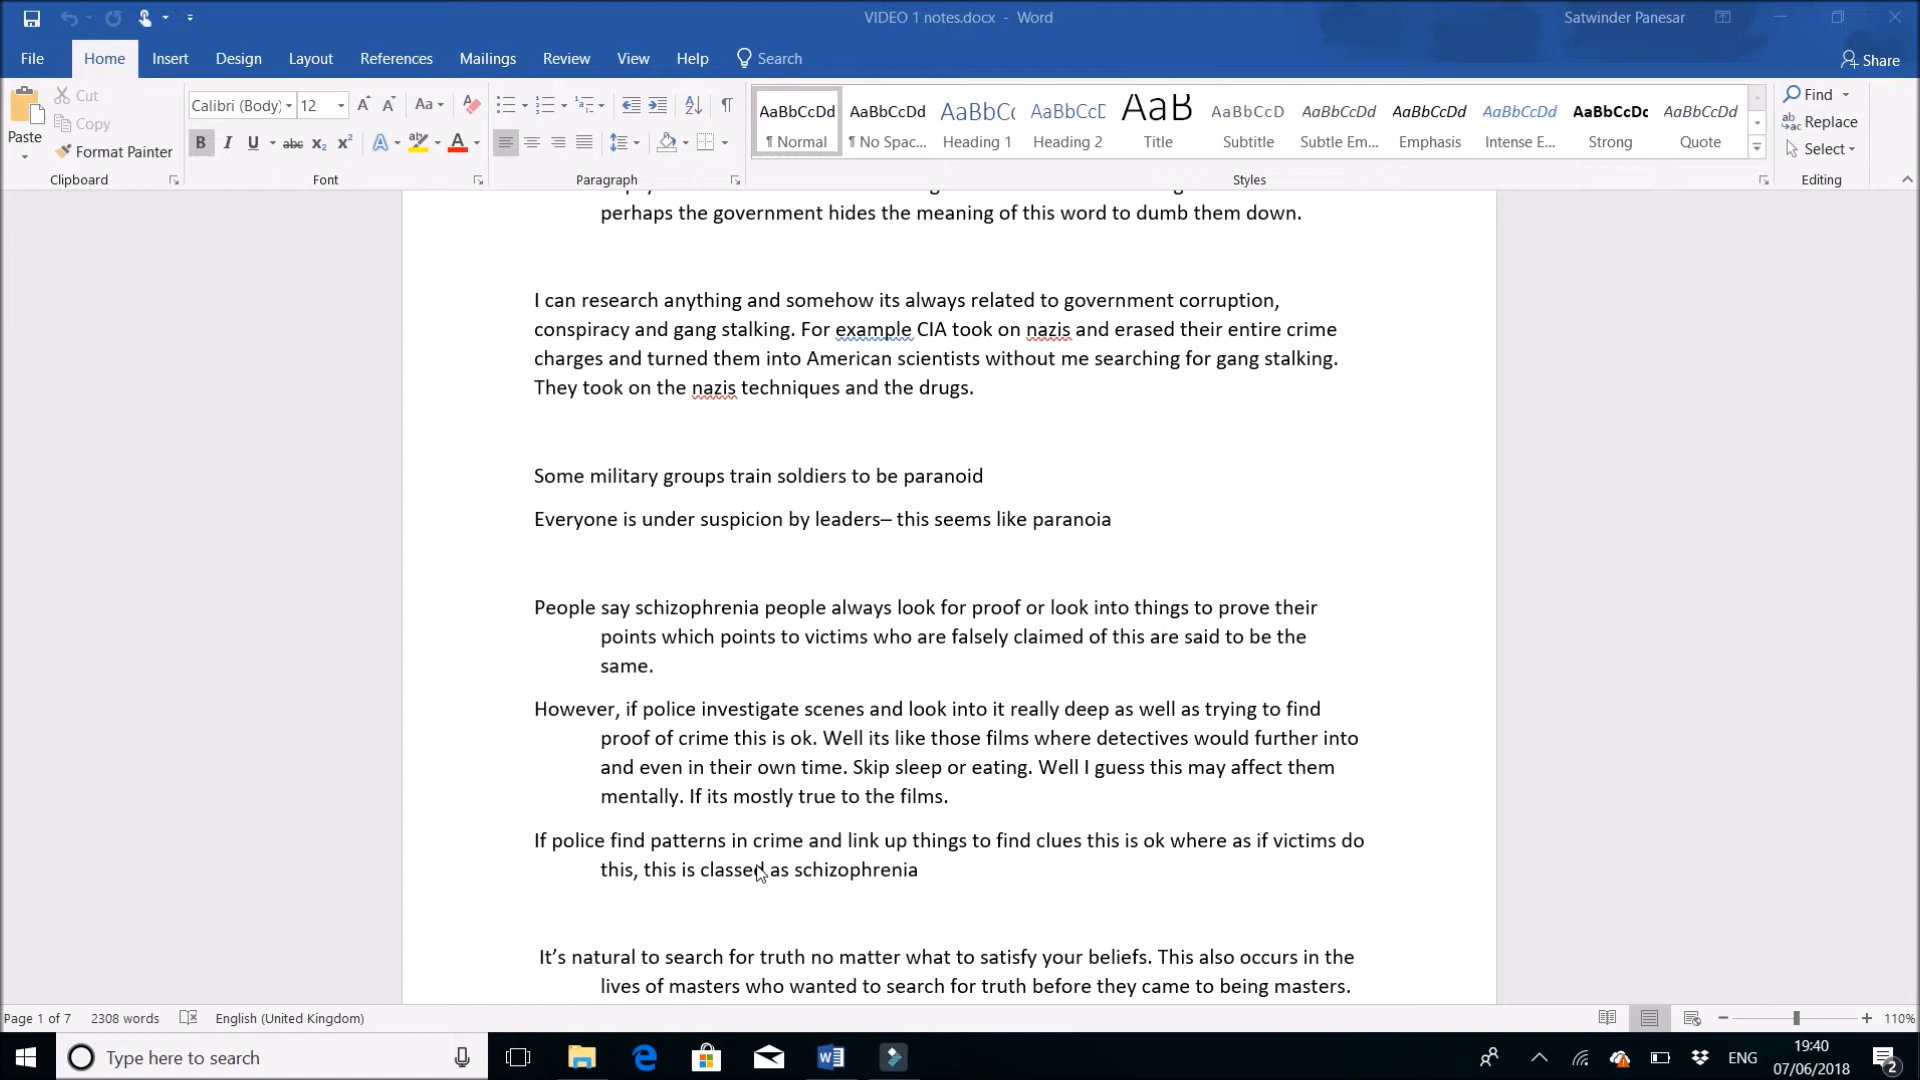 VIDEO 1 notes.docx - Word
Satwinder Panesar
File Home Insert Design Layout References Mailings Review View Help Search Share
Paste
Cut
Copy
Format Painter
Clipboard
Calibri (Body) 12
Aa
B I U abc x₂ x² A A
Font
Paragraph
AaBbCcDd AaBbCcDd AaBbC AaBbCcD AaB AaBbCcD AaBbCcDd AaBbCcDd AaBbCcDd AaBbCcDc AaBbCcDd
¶ Normal ¶ No Spac... Heading 1 Heading 2 Title Subtitle Subtle Em... Emphasis Intense E... Strong Quote
Styles
Find
Replace
Select
Editing
perhaps the government hides the meaning of this word to dumb them down.
I can research anything and somehow its always related to government corruption,
conspiracy and gang stalking. For example CIA took on nazis and erased their entire crime
charges and turned them into American scientists without me searching for gang stalking.
They took on the nazis techniques and the drugs.
Some military groups train soldiers to be paranoid
Everyone is under suspicion by leaders– this seems like paranoia
People say schizophrenia people always look for proof or look into things to prove their
points which points to victims who are falsely claimed of this are said to be the
same.
However, if police investigate scenes and look into it really deep as well as trying to find
proof of crime this is ok. Well its like those films where detectives would further into
and even in their own time. Skip sleep or eating. Well I guess this may affect them
mentally. If its mostly true to the films.
If police find patterns in crime and link up things to find clues this is ok where as if victims do
this, this is classed as schizophrenia
It’s natural to search for truth no matter what to satisfy your beliefs. This also occurs in the
lives of masters who wanted to search for truth before they came to being masters.
Page 1 of 7 2308 words English (United Kingdom) 110%
Type here to search
ENG
19:40
07/06/2018
2